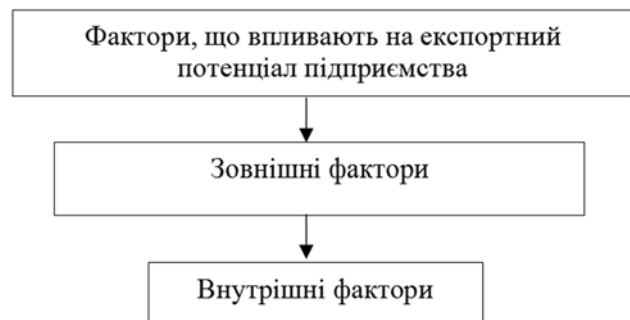 Фактори, що впливають на експортний
потенціал підприємства
Зовнішні фактори
Внутрішні фактори